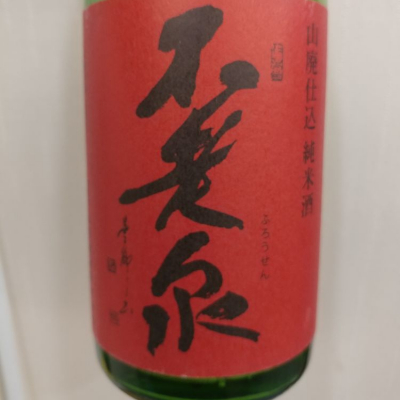 山廃仕込 純米酒
不老泉
ふろうせん